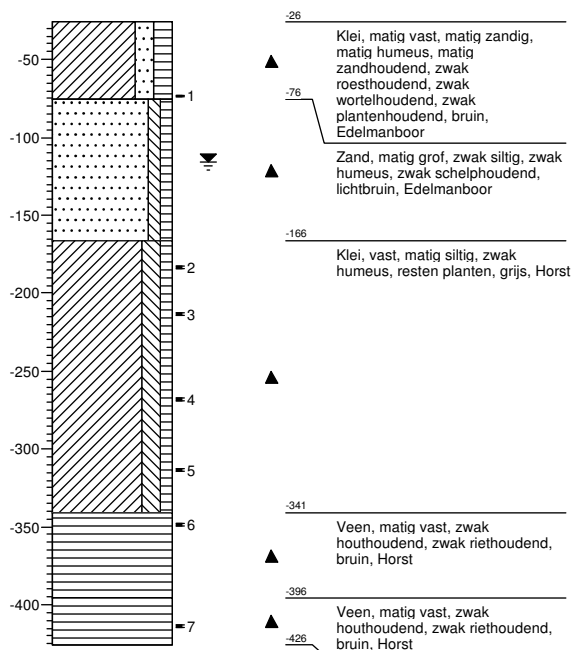 -26
Klei, matig vast, matig zandig,
matig humeus, matig
zandhoudend, zwak
roesthoudend, zwak
wortelhoudend, zwak
plantenhoudend, bruin,
Edelmanboor
-76
Zand, matig grof, zwak siltig, zwak
humeus, zwak schelphoudend,
lichtbruin, Edelmanboor
-166
Klei, vast, matig siltig, zwak
humeus, resten planten, grijs, Horst
-341
Veen, matig vast, zwak
houthoudend, zwak riethoudend,
bruin, Horst
-396
Veen, matig vast, zwak
houthoudend, zwak riethoudend,
bruin, Horst
-426
-50
-100
-150
-200
-250
-300
-350
-400
1
2
3
4
5
6
7